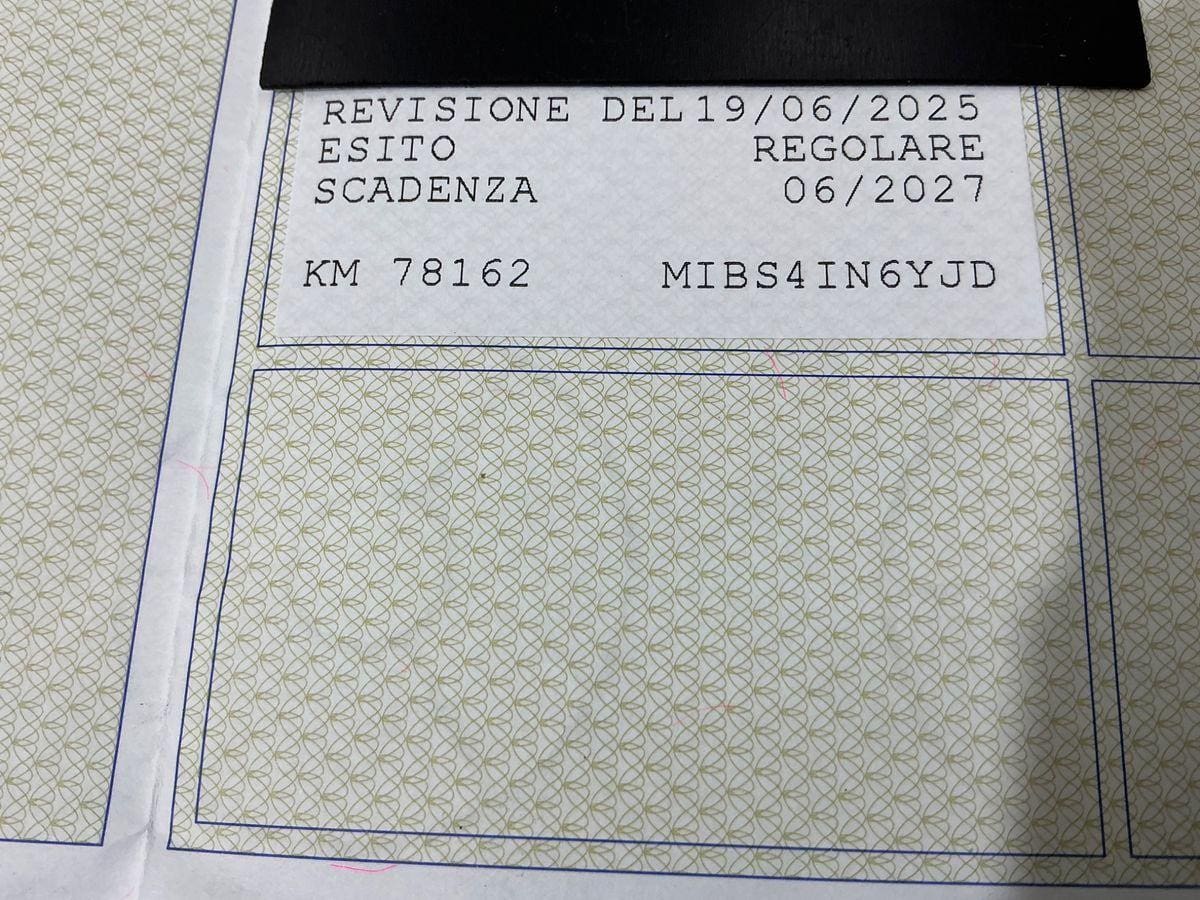 REVISIONE DEL19/06/2025
ESITO REGOLARE
SCADENZA 06/2027
KM 78162 MIBS4IN6YJD